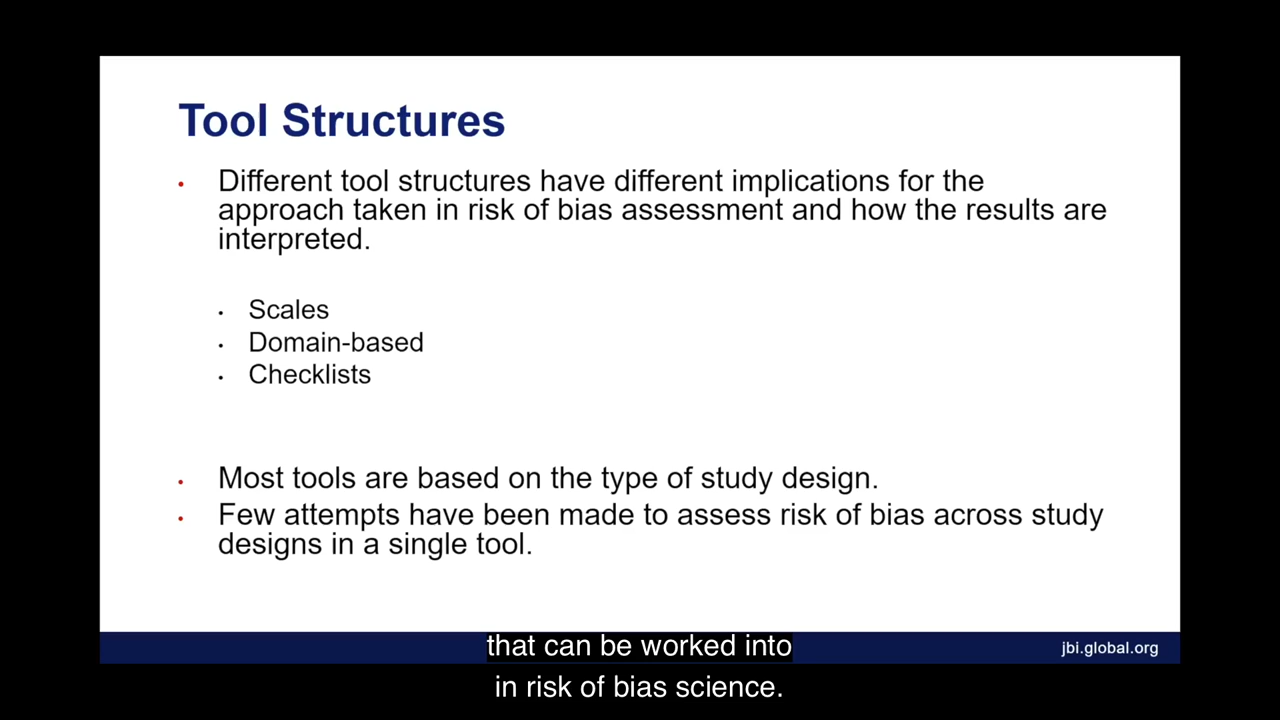 Tool Structures
• Different tool structures have different implications for the
approach taken in risk of bias assessment and how the results are
interpreted.
• Scales
• Domain-based
• Checklists
• Most tools are based on the type of study design.
• Few attempts have been made to assess risk of bias across study
designs in a single tool.
that can be worked into
jbi.global.org
in risk of bias science.